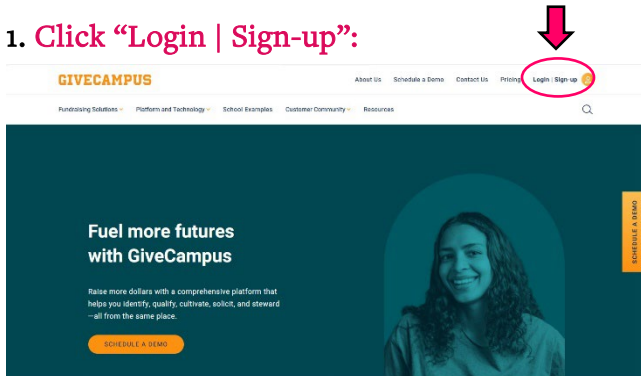 1. Click “Login | Sign-up”:
GIVECAMPUS
About Us Schedule a Demo Contact Us Pricing Login | Sign-up
Fundraising Solutions Platform and Technology School Examples Customer Community Resources
Fuel more futures
with GiveCampus
Raise more dollars with a comprehensive platform that
helps you identify, qualify, cultivate, solicit, and steward
—all from the same place.
SCHEDULE A DEMO
SCHEDULE A DEMO